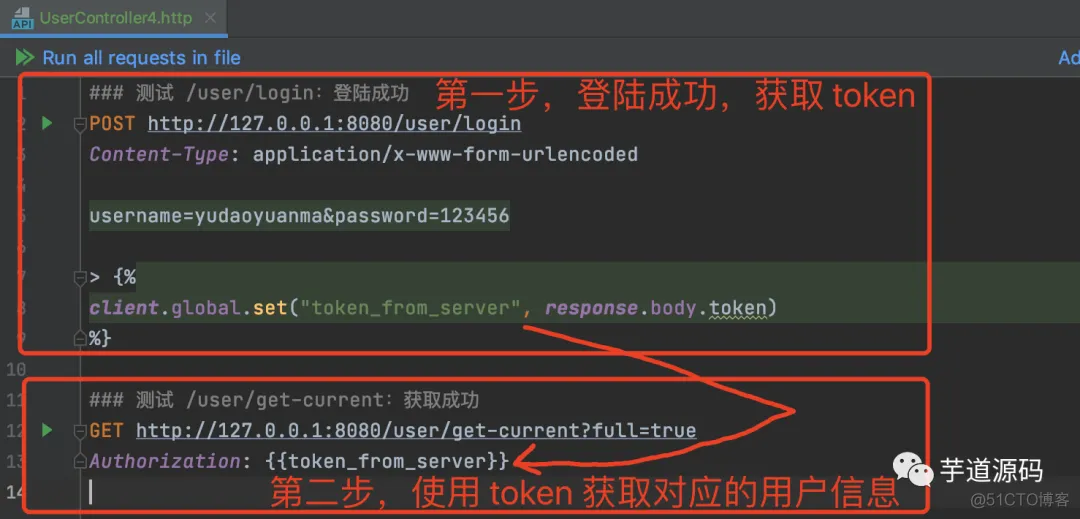 API UserController4.http
Run all requests in file
Ad
1 ### 测试 /user/login：登陆成功
第一步，登陆成功，获取 token
2 POST http://127.0.0.1:8080/user/login
3 Content-Type: application/x-www-form-urlencoded
4
5 username=yudaoyuanma&password=123456
6
7 > {%
8 client.global.set("token_from_server", response.body.token)
9 %}
10
11 ### 测试 /user/get-current：获取成功
12 GET http://127.0.0.1:8080/user/get-current?full=true
13 Authorization: {{token_from_server}}
14
第二步，使用 token 获取对应的用户信息
芋道源码
@51CTO博客